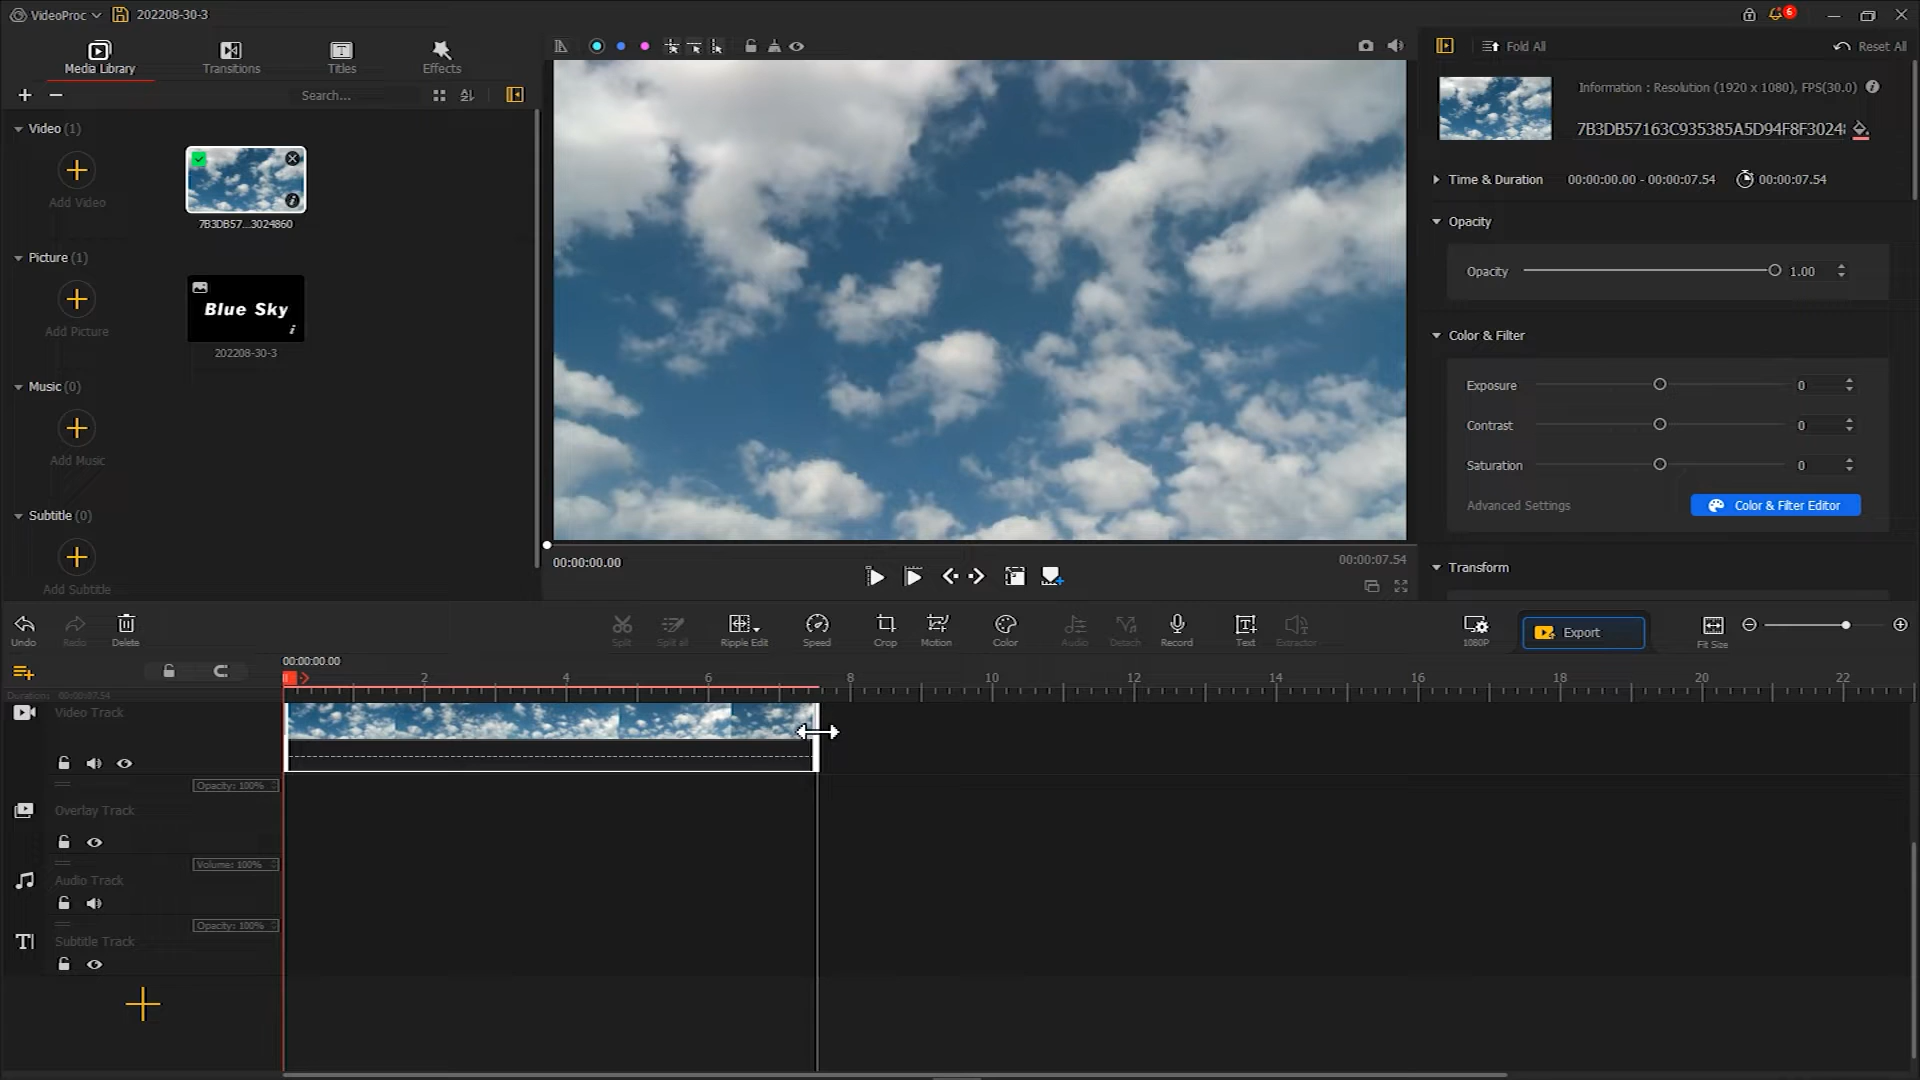 VideoProc
202208-30-3
6
Media Library
Transitions
Titles
Effects
Search...
Video (1)
Add Video
7B3DB57...3024860
Picture (1)
Add Picture
Blue Sky
202208-30-3
Music (0)
Add Music
Subtitle (0)
Add Subtitle
00:00:00.00
00:00:07.54
Fold All
Reset All
Information : Resolution (1920 x 1080), FPS(30.0)
7B3DB57163C935385A5D94F8F3024
Time & Duration
00:00:00.00 - 00:00:07.54
00:00:07.54
Opacity
Opacity
1.00
Color & Filter
Exposure
0
Contrast
0
Saturation
0
Advanced Settings
Color & Filter Editor
Transform
Undo
Redo
Delete
Split
Split all
Ripple Edit
Speed
Crop
Motion
Color
Audio
Detach
Record
Text
Extractor
1080P
Export
Fit Size
00:00:00.00
2 4 6 8 10 12 14 16 18 20 22
Duration: 00:00:07.54
Video Track
Opacity: 100%
Overlay Track
Volume: 100%
Audio Track
Opacity: 100%
Subtitle Track